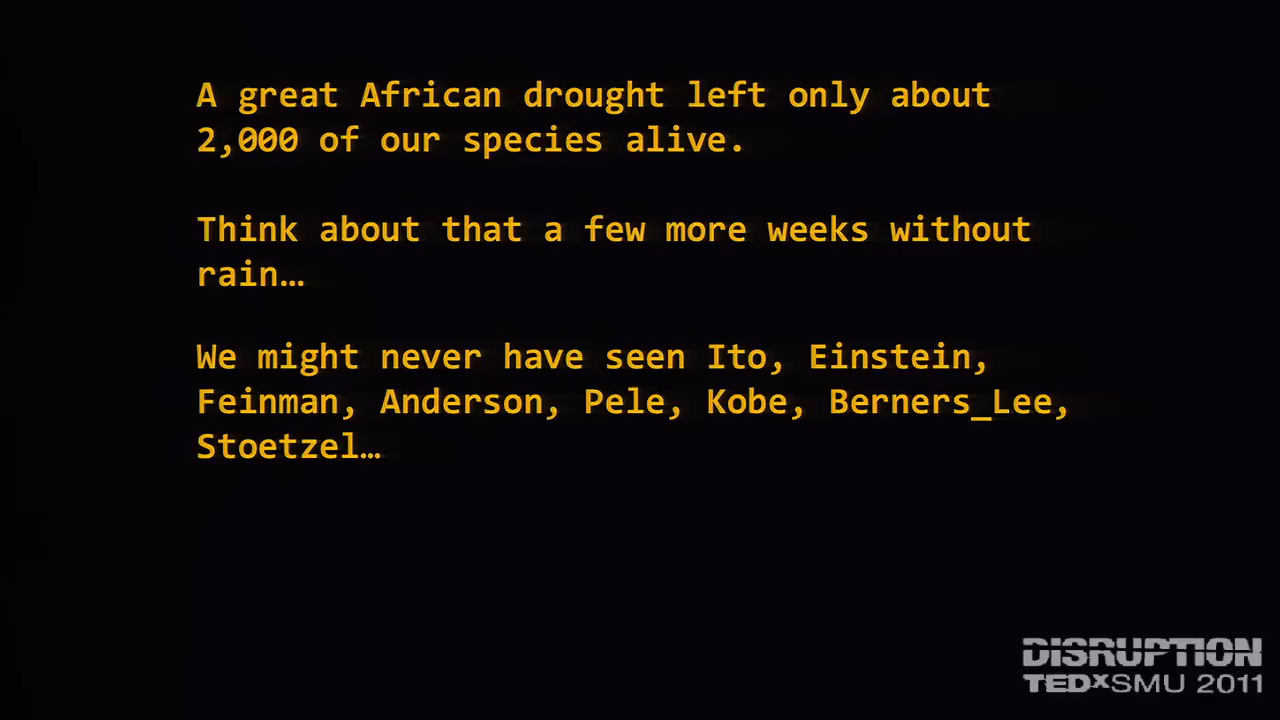 A great African drought left only about
2,000 of our species alive.
Think about that a few more weeks without
rain…
We might never have seen Ito, Einstein,
Feinman, Anderson, Pele, Kobe, Berners_Lee,
Stoetzel…
DISRUPTION
TEDxSMU 2011